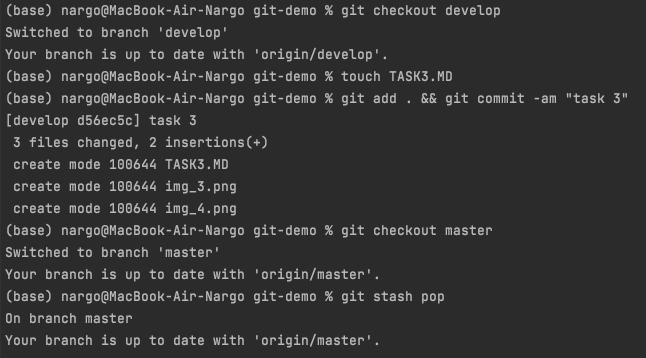 (base) nargo@MacBook-Air-Nargo git-demo % git checkout develop
Switched to branch 'develop'
Your branch is up to date with 'origin/develop'.
(base) nargo@MacBook-Air-Nargo git-demo % touch TASK3.MD
(base) nargo@MacBook-Air-Nargo git-demo % git add . && git commit -am "task 3"
[develop d56ec5c] task 3
 3 files changed, 2 insertions(+)
 create mode 100644 TASK3.MD
 create mode 100644 img_3.png
 create mode 100644 img_4.png
(base) nargo@MacBook-Air-Nargo git-demo % git checkout master
Switched to branch 'master'
Your branch is up to date with 'origin/master'.
(base) nargo@MacBook-Air-Nargo git-demo % git stash pop
On branch master
Your branch is up to date with 'origin/master'.